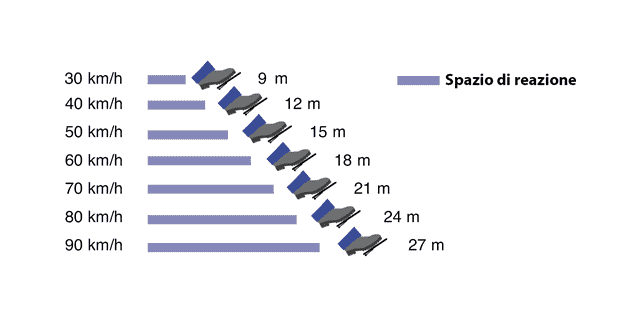 30 km/h 9 m
Spazio di reazione
40 km/h 12 m
50 km/h 15 m
60 km/h 18 m
70 km/h 21 m
80 km/h 24 m
90 km/h 27 m